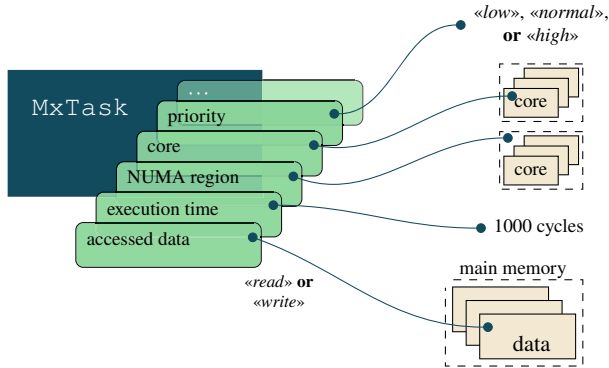 «low», «normal»,
or «high»
...
MxTask
priority
core
core
NUMA region
core
execution time
1000 cycles
accessed data
main memory
«read» or
«write»
data